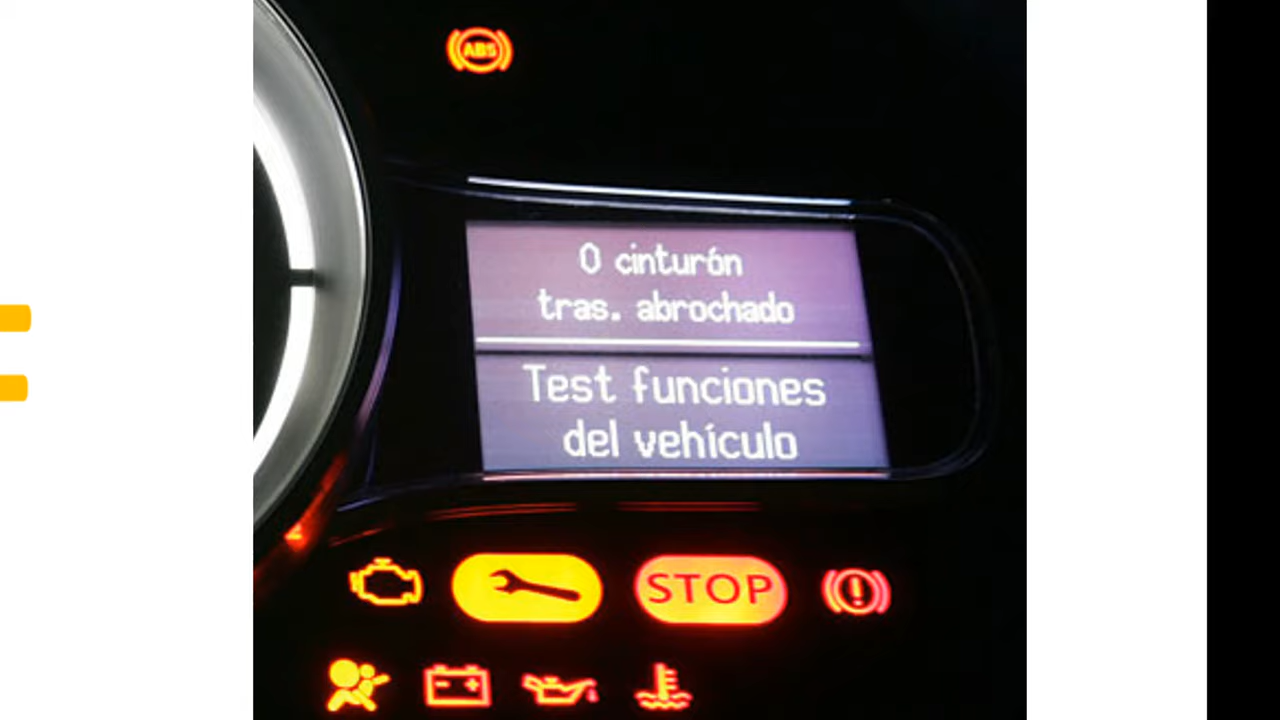 ABS
0 cinturón
tras. abrochado
Test funciones
del vehículo
STOP